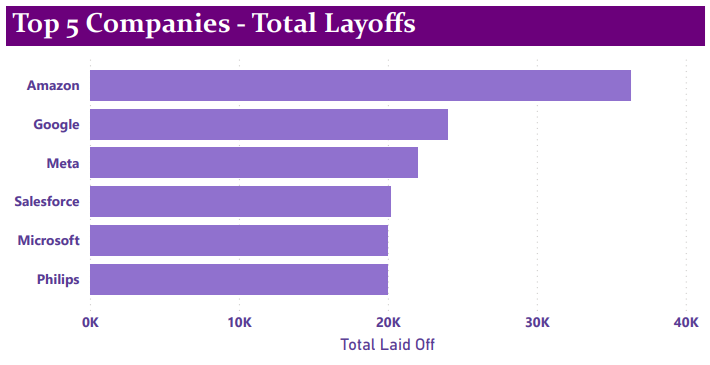 Top 5 Companies - Total Layoffs
Amazon
Google
Meta
Salesforce
Microsoft
Philips
0K 10K 20K 30K 40K
Total Laid Off